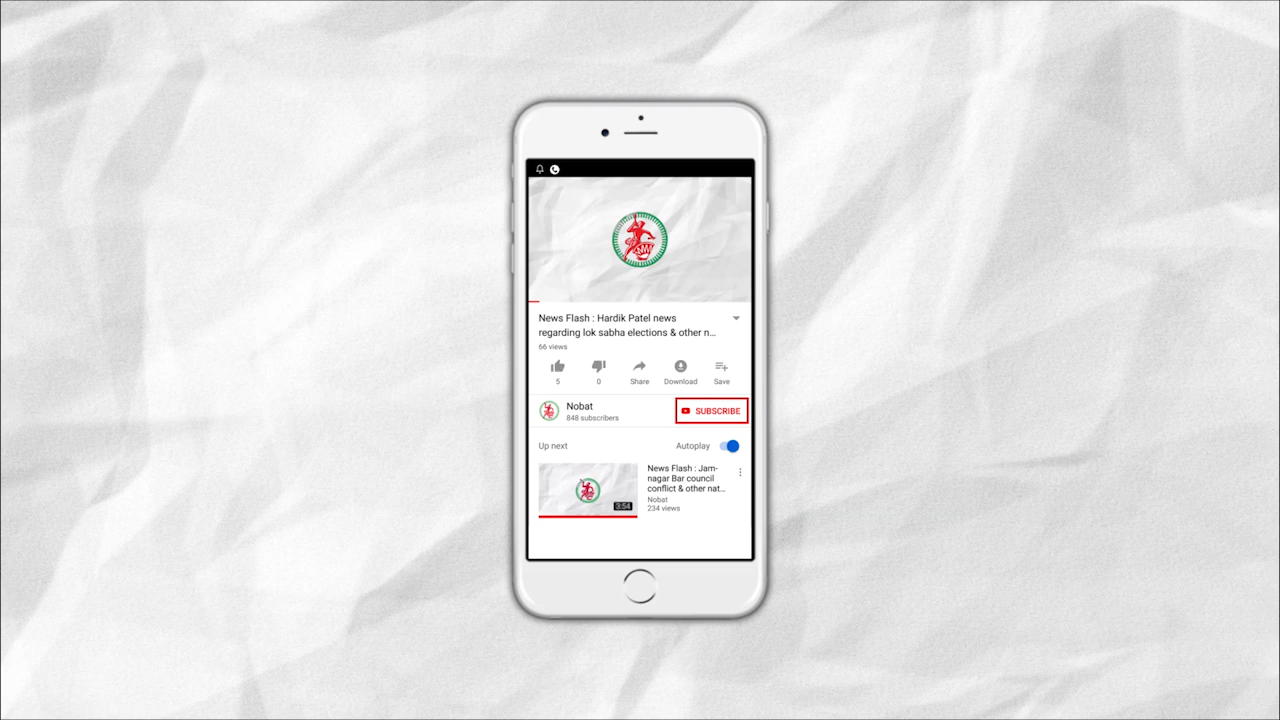 News Flash : Hardik Patel news
regarding lok sabha elections & other n...
66 views
5
0
Share
Download
Save
Nobat
848 subscribers
SUBSCRIBE
Up next
Autoplay
3:54
News Flash : Jam-
nagar Bar council
conflict & other nat...
Nobat
234 views